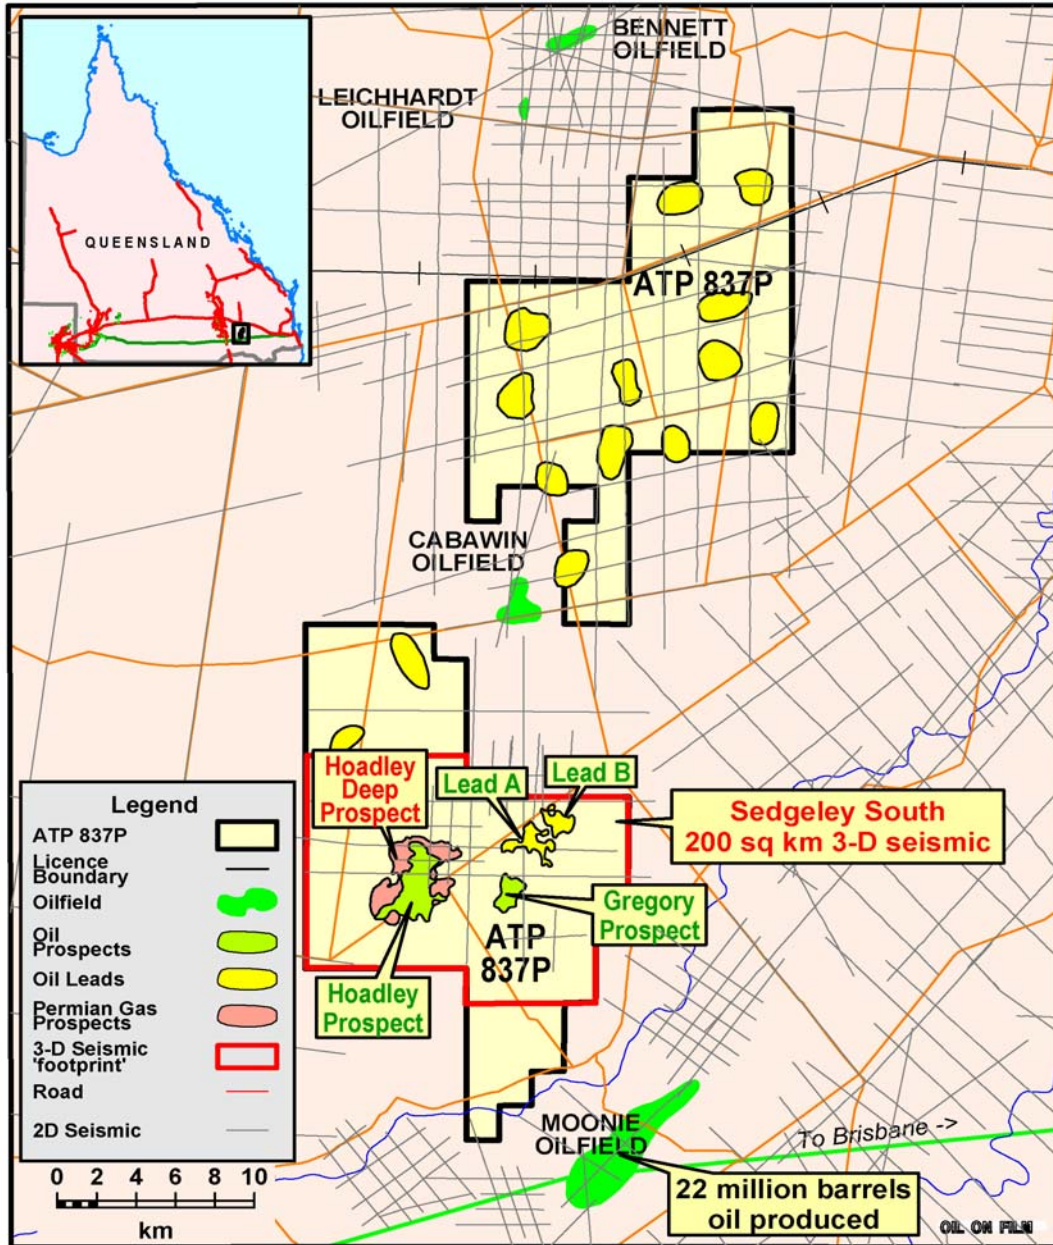 BENNETT
OILFIELD
LEICHHARDT
OILFIELD
QUEENSLAND
ATP 837P
CABAWIN
OILFIELD
Hoadley
Deep
Prospect
Lead A
Lead B
Sedgeley South
200 sq km 3-D seismic
Gregory
Prospect
ATP
837P
Hoadley
Prospect
Legend
ATP 837P
Licence
Boundary
Oilfield
Oil
Prospects
Oil Leads
Permian Gas
Prospects
3-D Seismic
'footprint'
Road
2D Seismic
0 2 4 6 8 10
km
MOONIE
OILFIELD
To Brisbane ->
22 million barrels
oil produced
OIL ON FILM